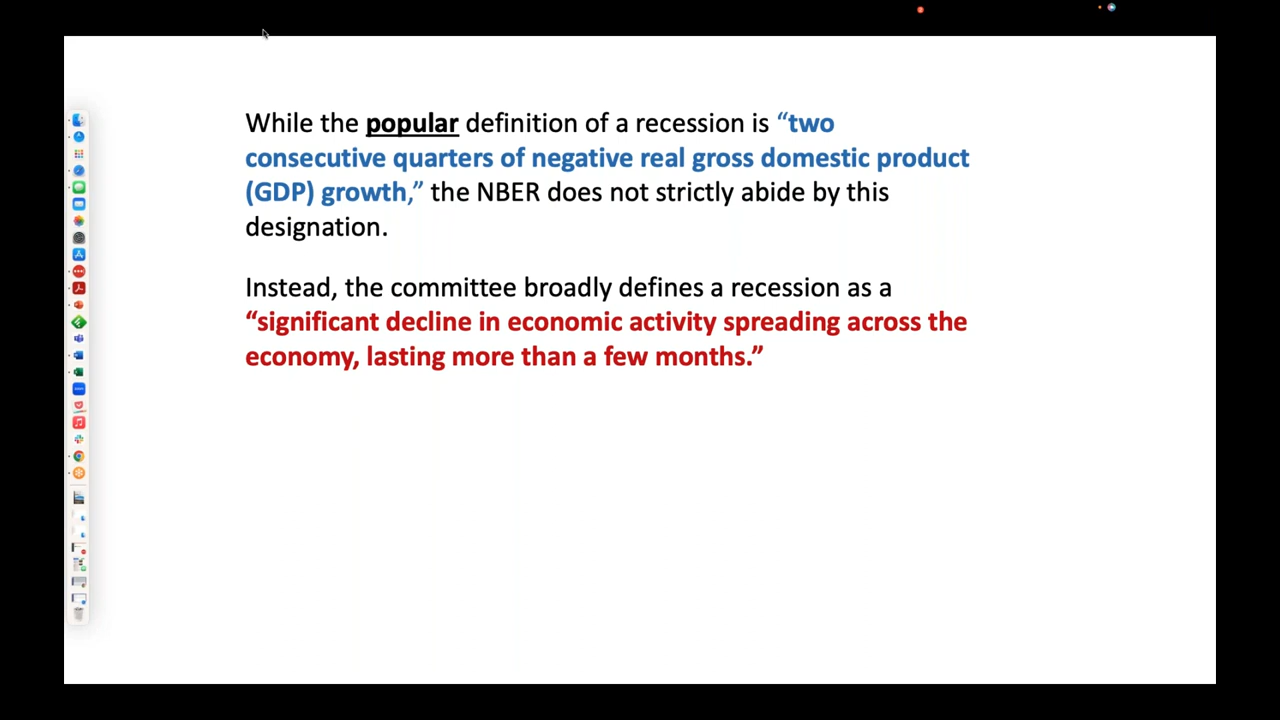 While the popular definition of a recession is “two
consecutive quarters of negative real gross domestic product
(GDP) growth,” the NBER does not strictly abide by this
designation.
Instead, the committee broadly defines a recession as a
“significant decline in economic activity spreading across the
economy, lasting more than a few months.”